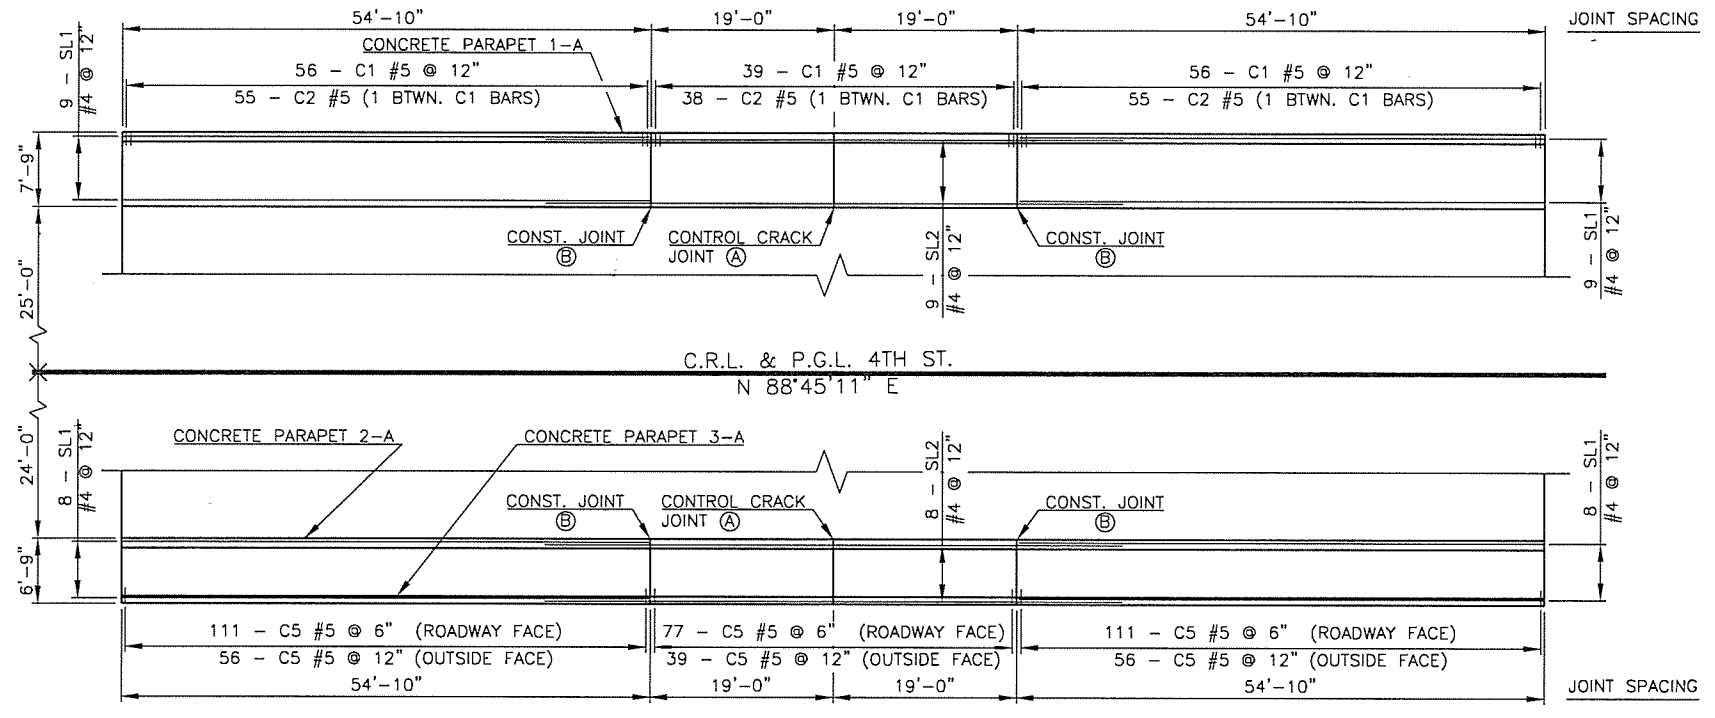 54'-10" 19'-0" 19'-0" 54'-10" JOINT SPACING
CONCRETE PARAPET 1-A
9 - SL1
#4 @ 12"
56 - C1 #5 @ 12"
55 - C2 #5 (1 BTWN. C1 BARS)
39 - C1 #5 @ 12"
38 - C2 #5 (1 BTWN. C1 BARS)
56 - C1 #5 @ 12"
55 - C2 #5 (1 BTWN. C1 BARS)
7'-9"
25'-0"
CONST. JOINT
B
CONTROL CRACK
JOINT A
9 - SL2
#4 @ 12"
CONST. JOINT
B
9 - SL1
#4 @ 12"
C.R.L. & P.G.L. 4TH ST.
N 88°45'11" E
24'-0"
6'-9"
8 - SL1
#4 @ 12"
CONCRETE PARAPET 2-A
CONCRETE PARAPET 3-A
CONST. JOINT
B
CONTROL CRACK
JOINT A
8 - SL2
#4 @ 12"
CONST. JOINT
B
8 - SL1
#4 @ 12"
111 - C5 #5 @ 6" (ROADWAY FACE)
56 - C5 #5 @ 12" (OUTSIDE FACE)
77 - C5 #5 @ 6" (ROADWAY FACE)
39 - C5 #5 @ 12" (OUTSIDE FACE)
111 - C5 #5 @ 6" (ROADWAY FACE)
56 - C5 #5 @ 12" (OUTSIDE FACE)
54'-10" 19'-0" 19'-0" 54'-10" JOINT SPACING